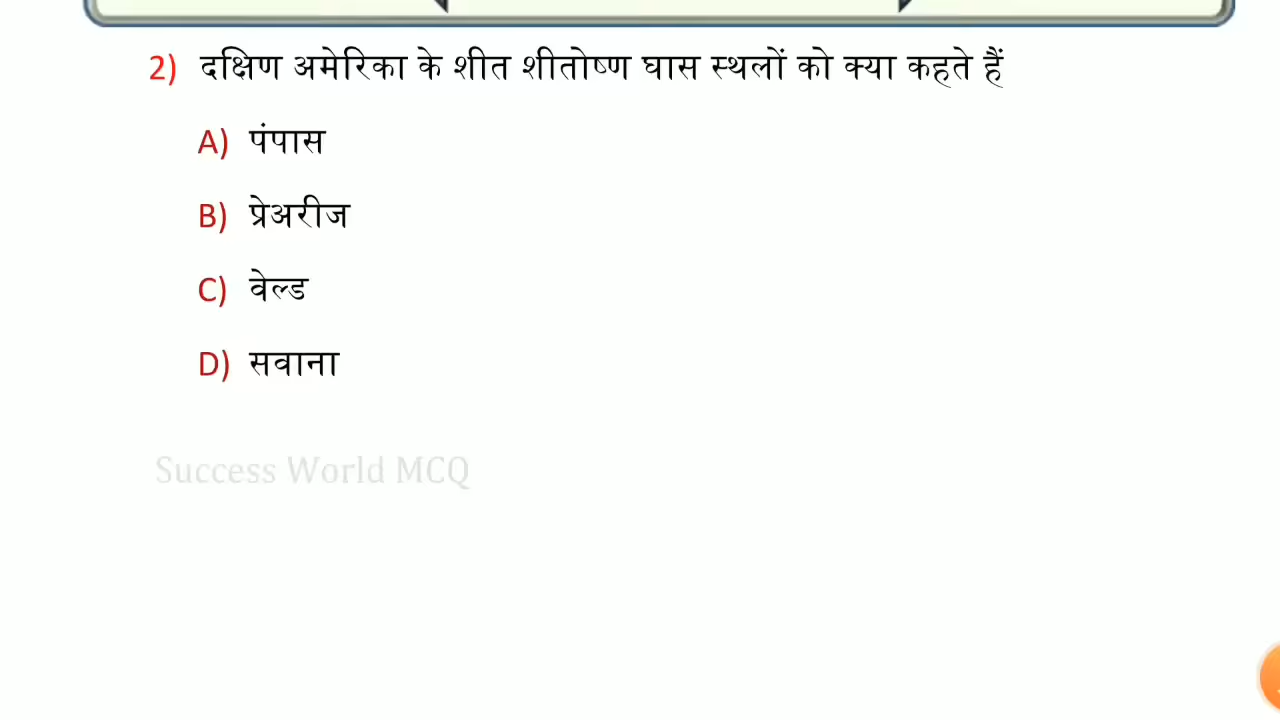 2) दक्षिण अमेरिका के शीत शीतोष्ण घास स्थलों को क्या कहते हैं
A) पंपास
B) प्रेअरीज
C) वेल्ड
D) सवाना
Success World MCQ